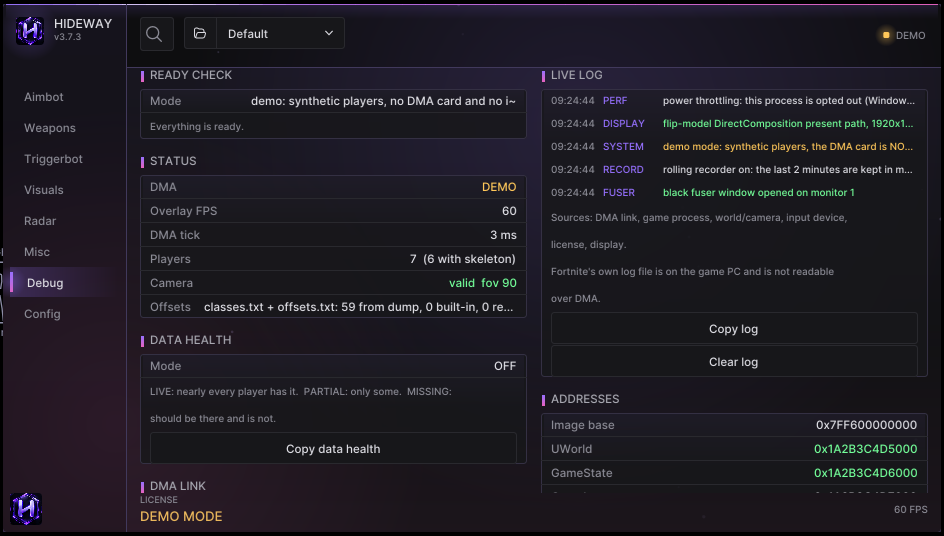 HIDEWAY
v3.7.3
Default
DEMO
Aimbot
Weapons
Triggerbot
Visuals
Radar
Misc
Debug
Config
READY CHECK
Mode demo: synthetic players, no DMA card and no i~
Everything is ready.
STATUS
DMA DEMO
Overlay FPS 60
DMA tick 3 ms
Players 7 (6 with skeleton)
Camera valid fov 90
Offsets classes.txt + offsets.txt: 59 from dump, 0 built-in, 0 re...
DATA HEALTH
Mode OFF
LIVE: nearly every player has it. PARTIAL: only some. MISSING:
should be there and is not.
Copy data health
DMA LINK
LICENSE
DEMO MODE
LIVE LOG
09:24:44 PERF power throttling: this process is opted out (Window...
09:24:44 DISPLAY flip-model DirectComposition present path, 1920x1...
09:24:44 SYSTEM demo mode: synthetic players, the DMA card is NO...
09:24:44 RECORD rolling recorder on: the last 2 minutes are kept in m...
09:24:44 FUSER black fuser window opened on monitor 1
Sources: DMA link, game process, world/camera, input device,
license, display.
Fortnite's own log file is on the game PC and is not readable
over DMA.
Copy log
Clear log
ADDRESSES
Image base 0x7FF600000000
UWorld 0x1A2B3C4D5000
GameState 0x1A2B3C4D6000
60 FPS